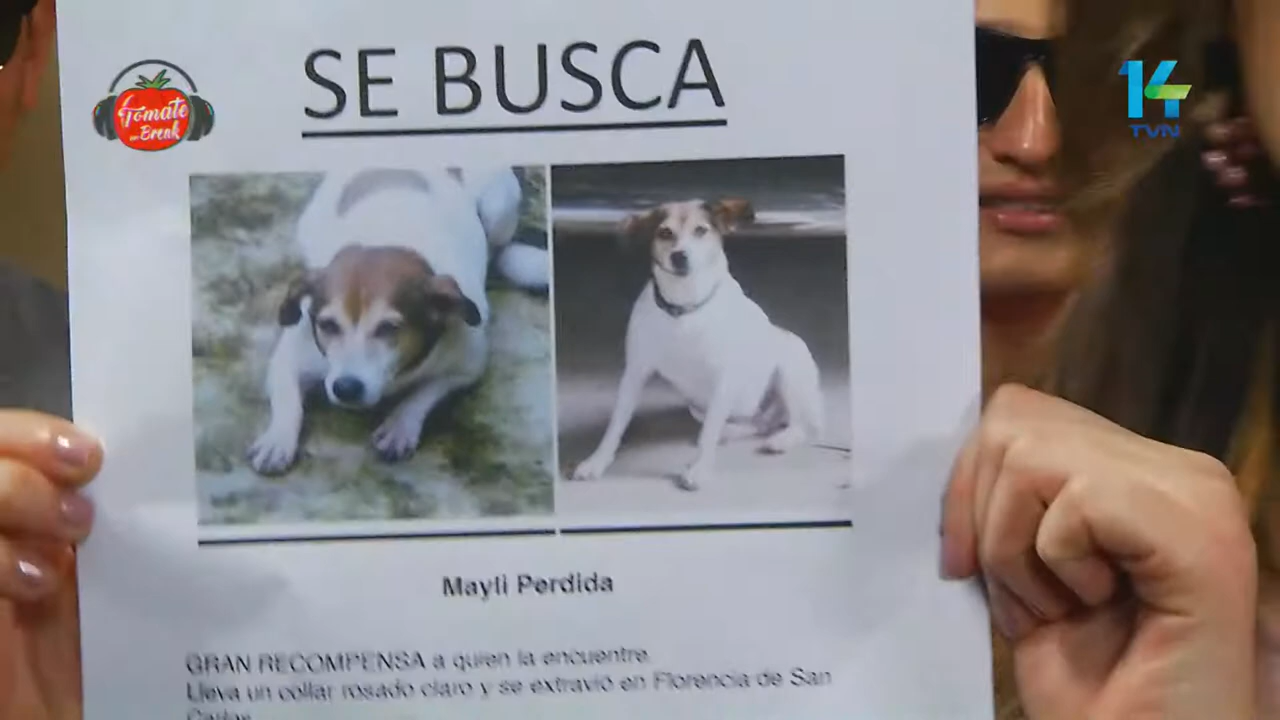 SE BUSCA
Tomate
Break
14
TVN
Mayli Perdida
GRAN RECOMPENSA a quien la encuentre.
Lleva un collar rosado claro y se extravió en Florencia de San
Carlos